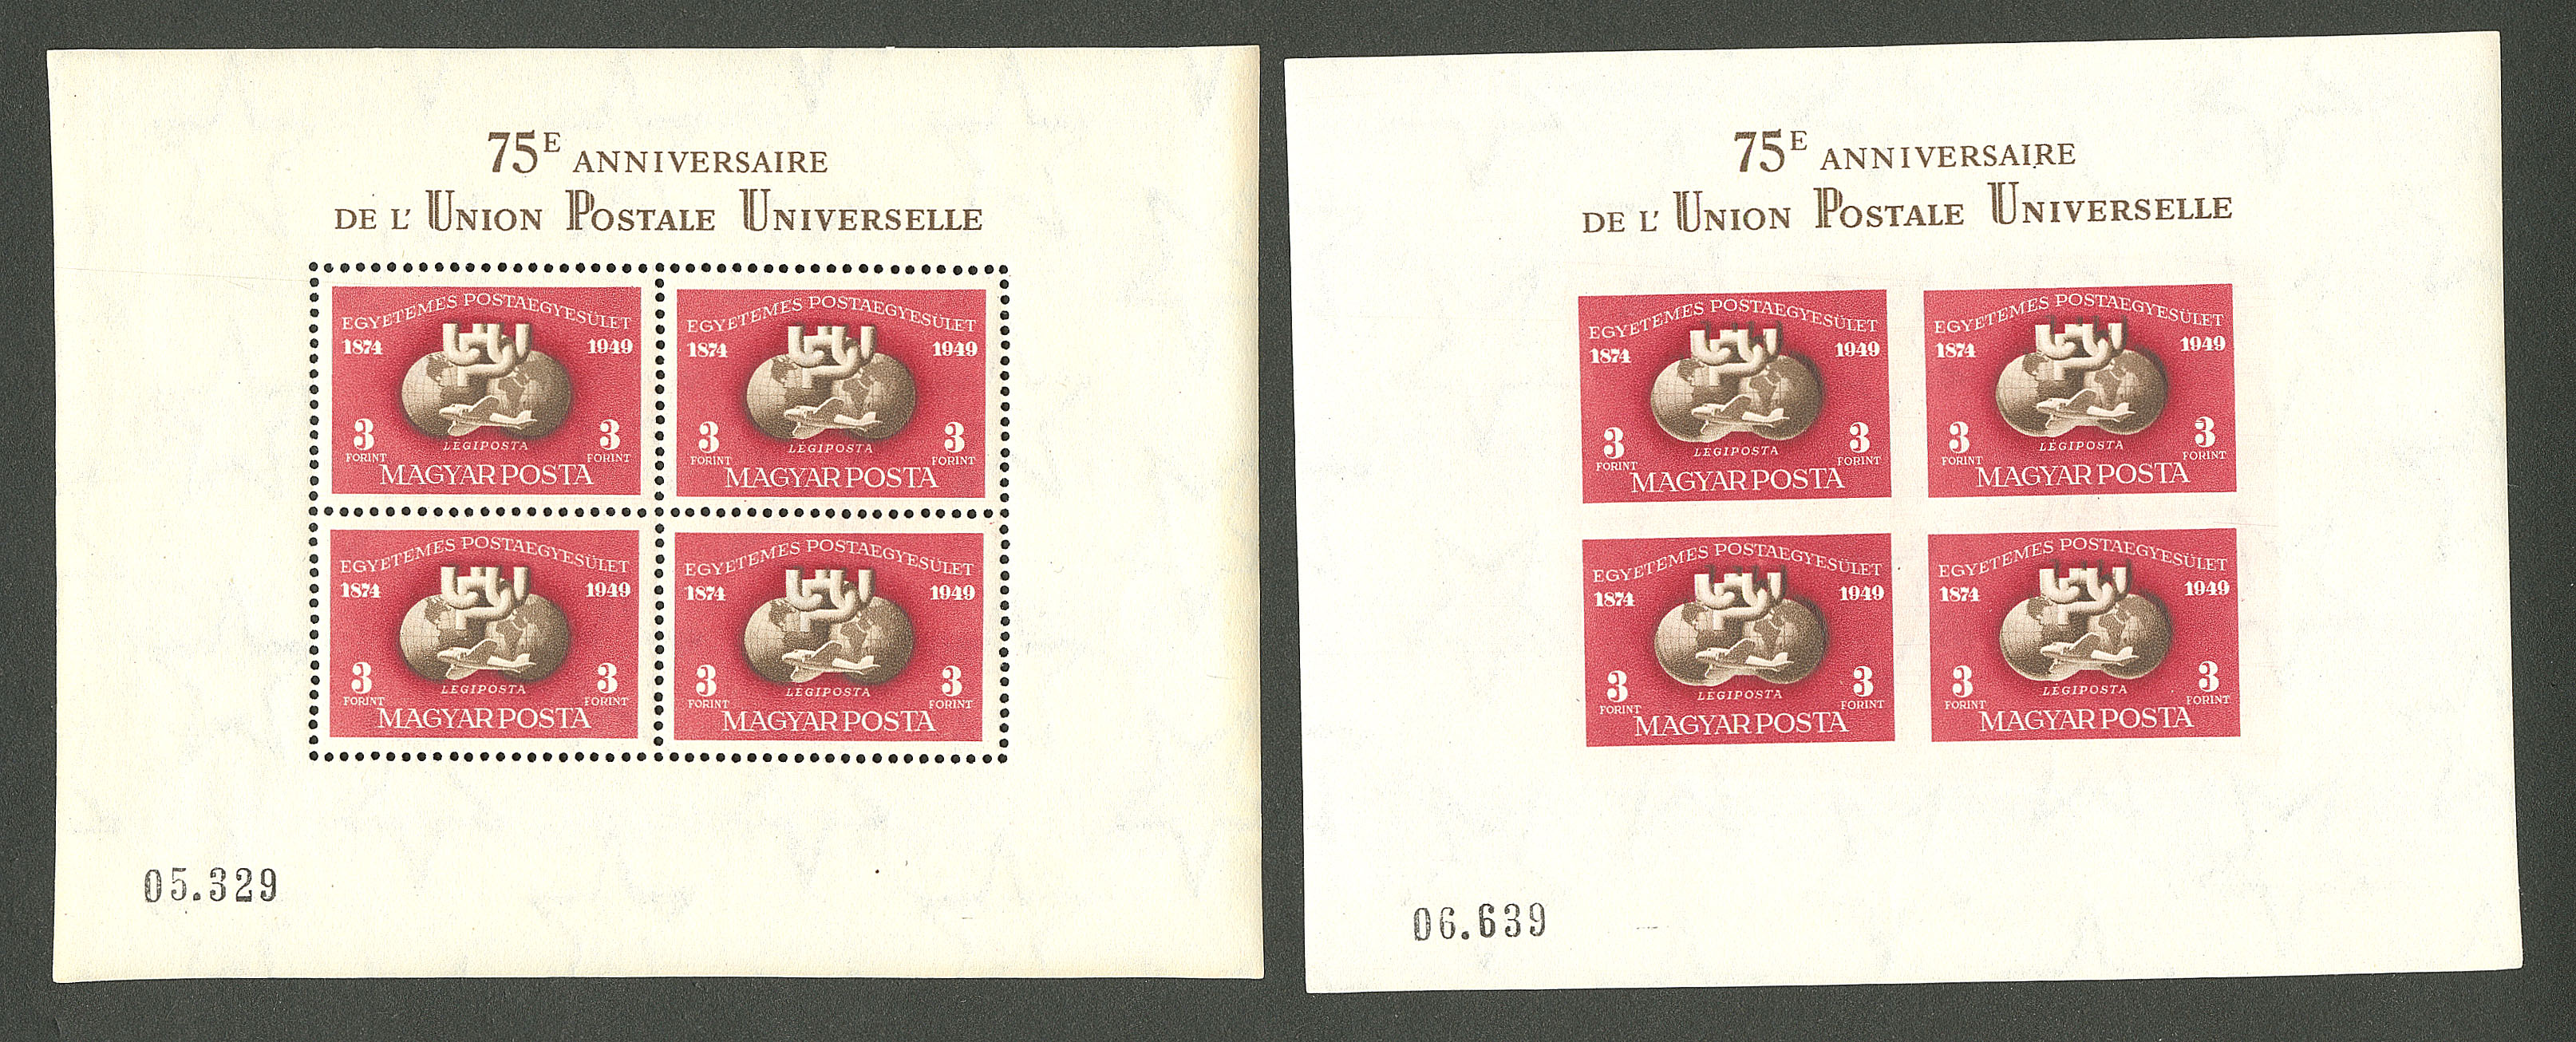 75E ANNIVERSAIRE
DE L' UNION POSTALE UNIVERSELLE
EGYETEMES POSTAEGYESÜLET
1874 1949
3 3
FORINT LÉGIPOSTA FORINT
MAGYAR POSTA
EGYETEMES POSTAEGYESÜLET
1874 1949
3 3
FORINT LÉGIPOSTA FORINT
MAGYAR POSTA
EGYETEMES POSTAEGYESÜLET
1874 1949
3 3
FORINT LÉGIPOSTA FORINT
MAGYAR POSTA
EGYETEMES POSTAEGYESÜLET
1874 1949
3 3
FORINT LÉGIPOSTA FORINT
MAGYAR POSTA
05.329
75E ANNIVERSAIRE
DE L' UNION POSTALE UNIVERSELLE
EGYETEMES POSTAEGYESÜLET
1874 1949
3 3
FORINT LÉGIPOSTA FORINT
MAGYAR POSTA
EGYETEMES POSTAEGYESÜLET
1874 1949
3 3
FORINT LÉGIPOSTA FORINT
MAGYAR POSTA
EGYETEMES POSTAEGYESÜLET
1874 1949
3 3
FORINT LÉGIPOSTA FORINT
MAGYAR POSTA
EGYETEMES POSTAEGYESÜLET
1874 1949
3 3
FORINT LÉGIPOSTA FORINT
MAGYAR POSTA
06.639